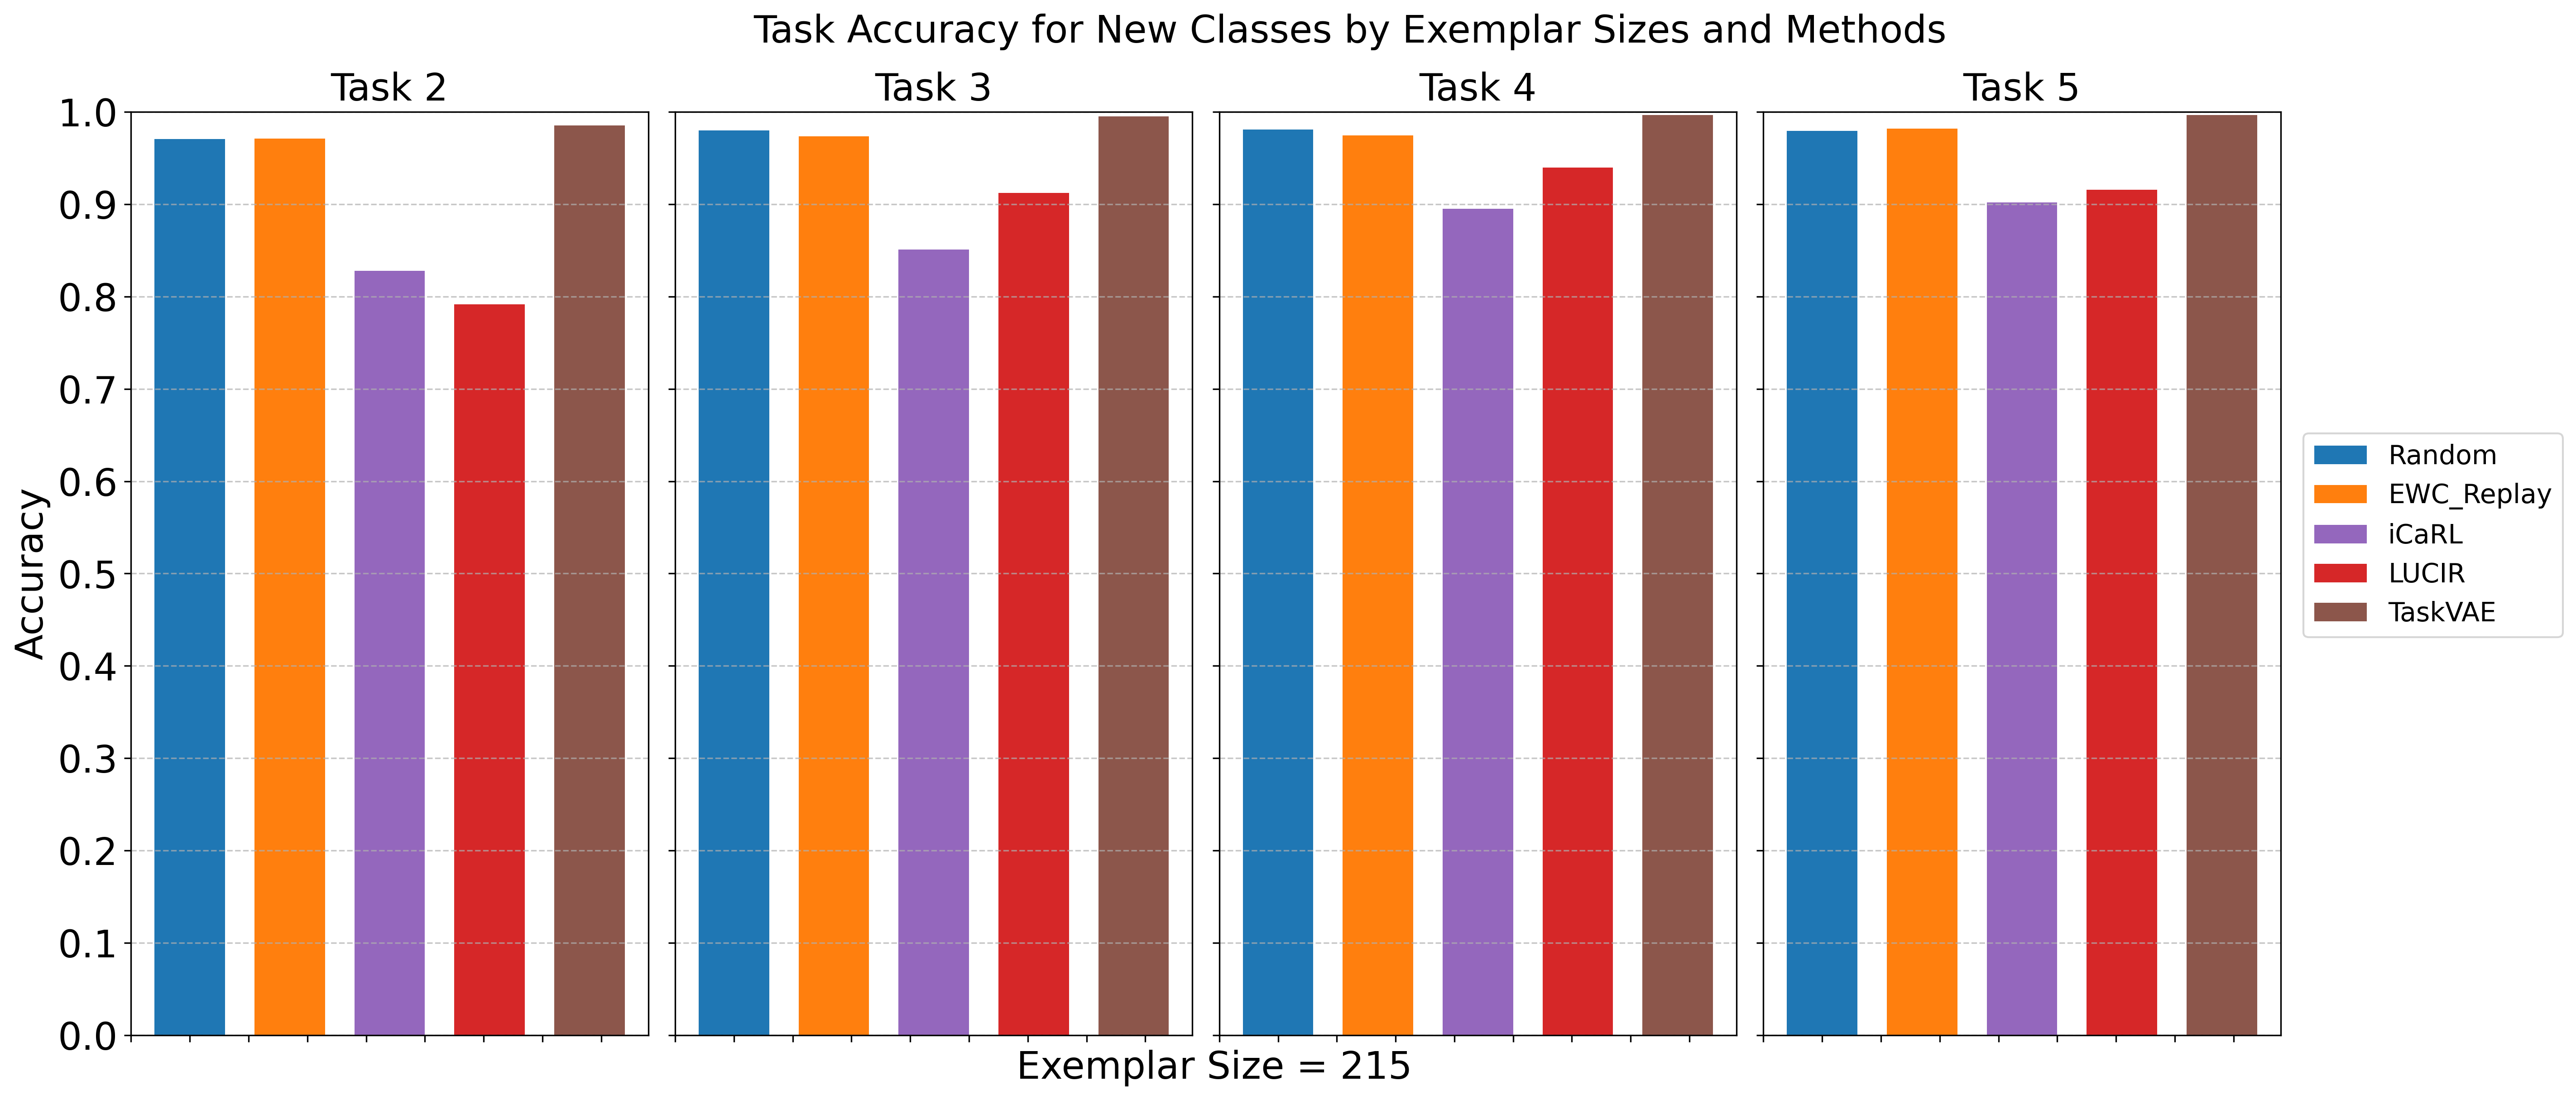 Task Accuracy for New Classes by Exemplar Sizes and Methods
Task 2
Task 3
Task 4
Task 5
1.0
0.9
0.8
0.7
0.6
0.5
0.4
0.3
0.2
0.1
0.0
Accuracy
Exemplar Size = 215
Random
EWC_Replay
iCaRL
LUCIR
TaskVAE